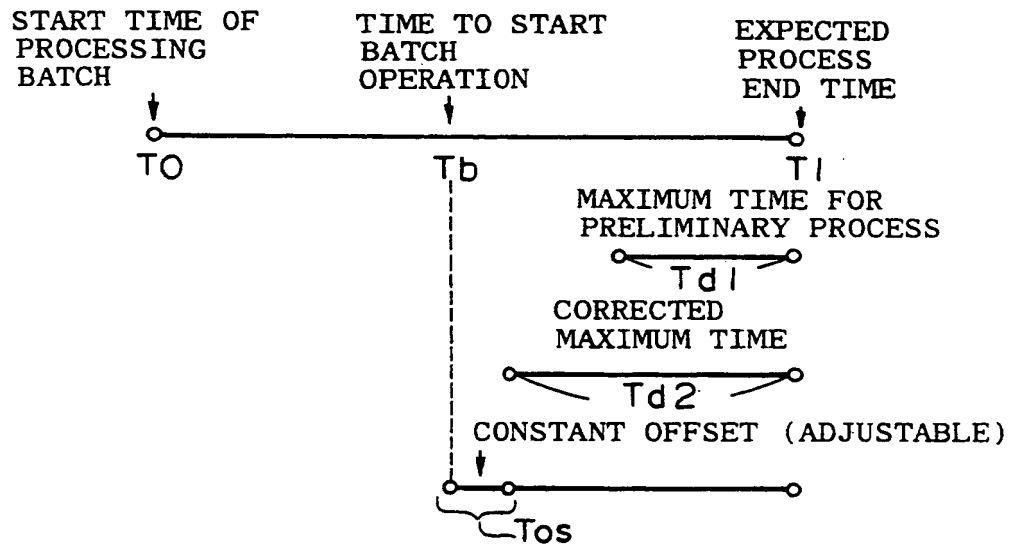 START TIME OF
PROCESSING
BATCH
TIME TO START
BATCH
OPERATION
EXPECTED
PROCESS
END TIME
T0
Tb
T1
MAXIMUM TIME FOR
PRELIMINARY PROCESS
Td1
CORRECTED
MAXIMUM TIME
Td2
CONSTANT OFFSET (ADJUSTABLE)
Tos